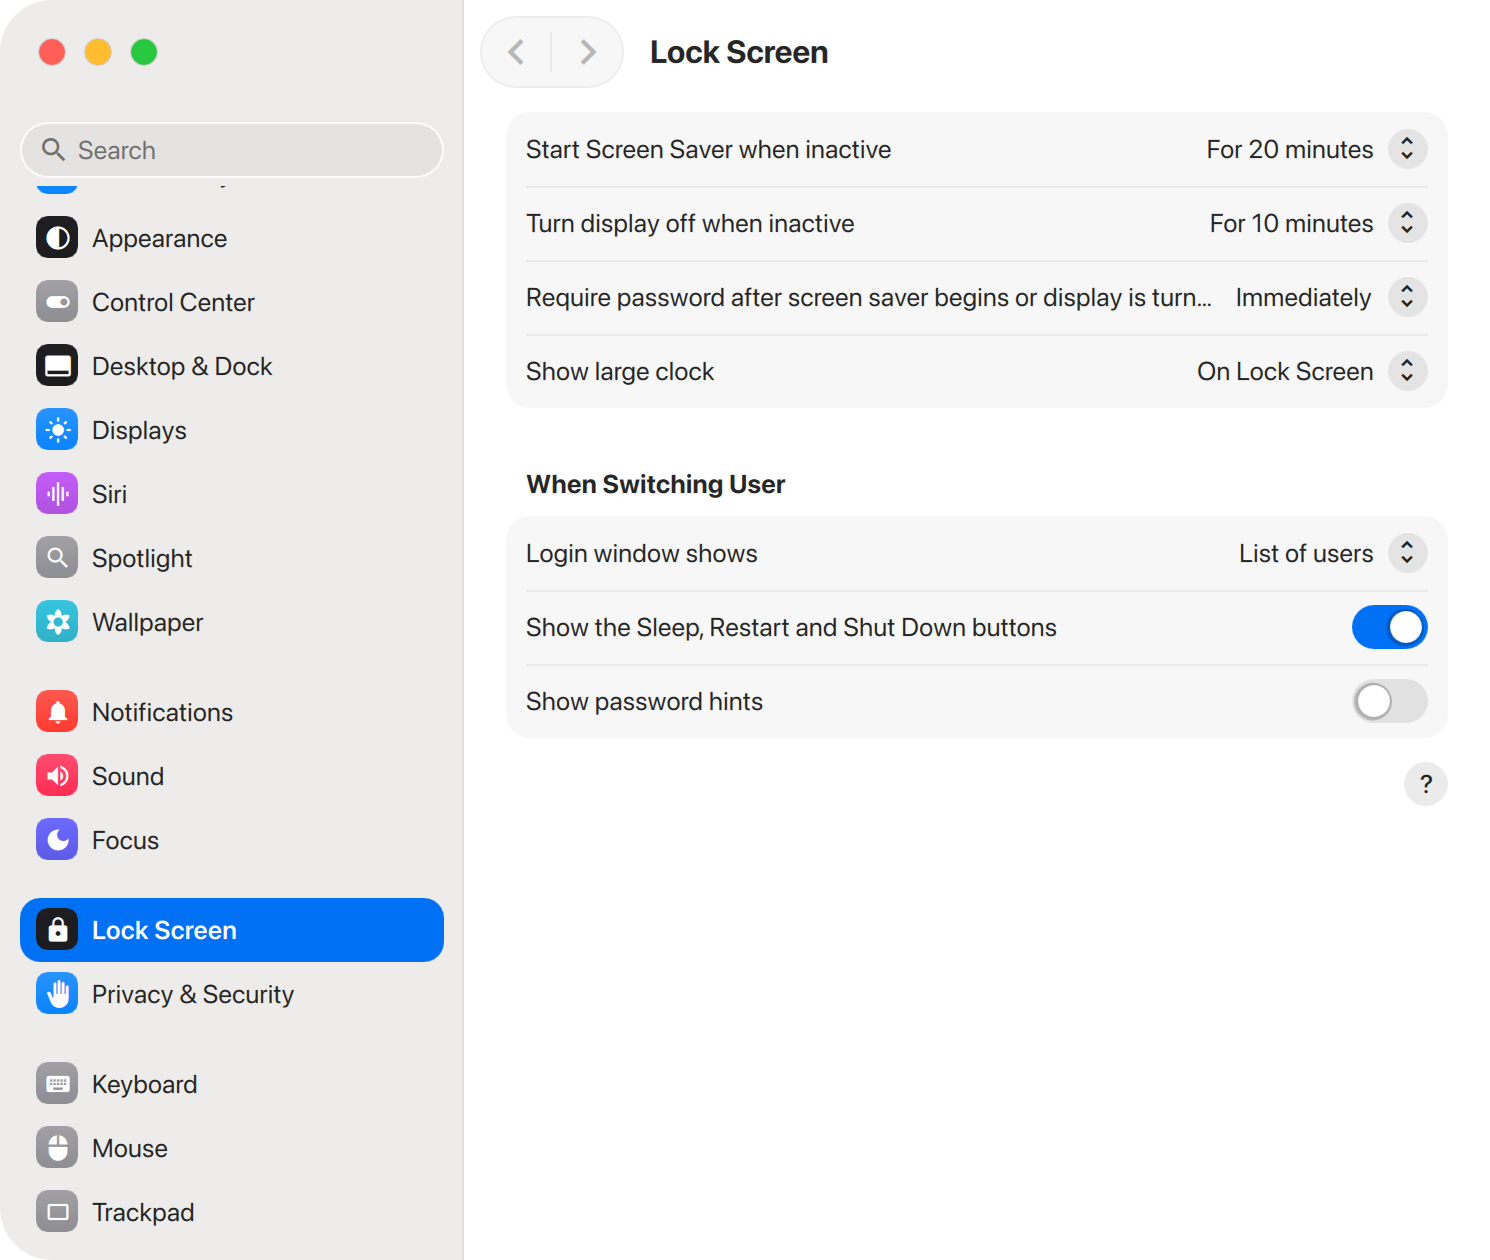 Search
Appearance
Control Center
Desktop & Dock
Displays
Siri
Spotlight
Wallpaper
Notifications
Sound
Focus
Lock Screen
Privacy & Security
Keyboard
Mouse
Trackpad
Lock Screen
Start Screen Saver when inactive For 20 minutes
Turn display off when inactive For 10 minutes
Require password after screen saver begins or display is turn... Immediately
Show large clock On Lock Screen
When Switching User
Login window shows List of users
Show the Sleep, Restart and Shut Down buttons
Show password hints
?